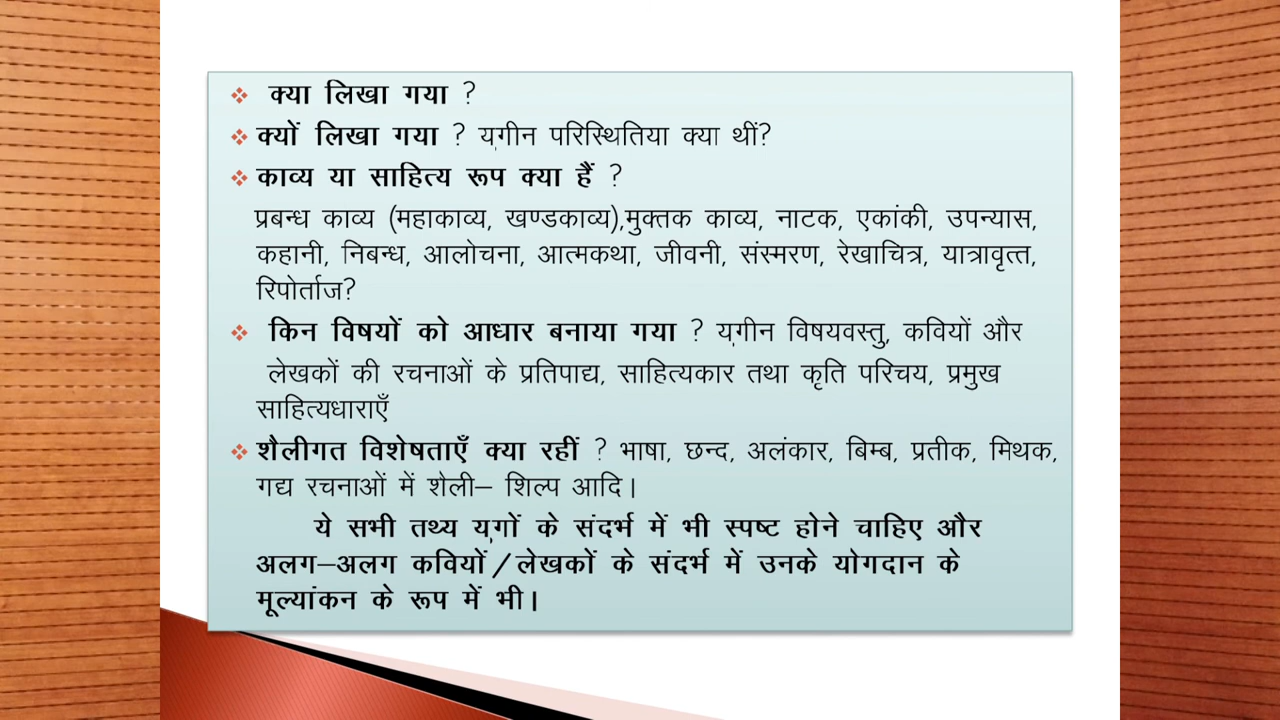 ❖ क्या लिखा गया ?
❖ क्यों लिखा गया ? युगीन परिस्थितिया क्या थीं?
❖ काव्य या साहित्य रूप क्या हैं ?
प्रबन्ध काव्य (महाकाव्य, खण्डकाव्य),मुक्तक काव्य, नाटक, एकांकी, उपन्यास,
कहानी, निबन्ध, आलोचना, आत्मकथा, जीवनी, संस्मरण, रेखाचित्र, यात्रावृत्त,
रिपोर्ताज?
❖ किन विषयों को आधार बनाया गया ? युगीन विषयवस्तु, कवियों और
लेखकों की रचनाओं के प्रतिपाद्य, साहित्यकार तथा कृति परिचय, प्रमुख
साहित्यधाराएँ
❖ शैलीगत विशेषताएँ क्या रहीं ? भाषा, छन्द, अलंकार, बिम्ब, प्रतीक, मिथक,
गद्य रचनाओं में शेली– शिल्प आदि।
ये सभी तथ्य युगों के संदर्भ में भी स्पष्ट होने चाहिए और
अलग–अलग कवियों/लेखकों के संदर्भ में उनके योगदान के
मूल्यांकन के रूप में भी।